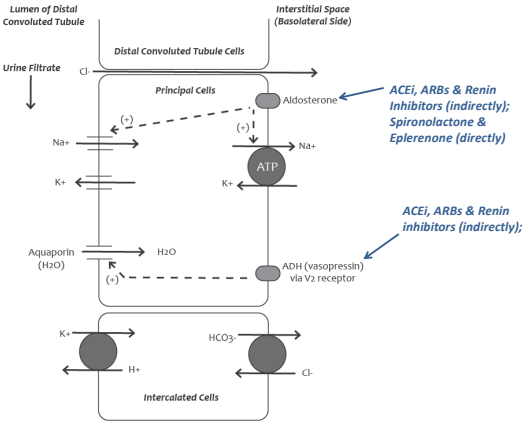 Lumen of Distal
Convoluted Tubule
Interstitial Space
(Basolateral Side)
Distal Convoluted Tubule Cells
Urine Filtrate
Cl-
Principal Cells
Aldosterone
ACEi, ARBs & Renin
Inhibitors (indirectly);
Spironolactone &
Eplerenone (directly)
(+)
(+)
Na+
Na+
ATP
K+
K+
ACEi, ARBs & Renin
inhibitors (indirectly);
Aquaporin
(H2O)
H2O
ADH (vasopressin)
via V2 receptor
(+)
K+
HCO3-
H+
Cl-
Intercalated Cells